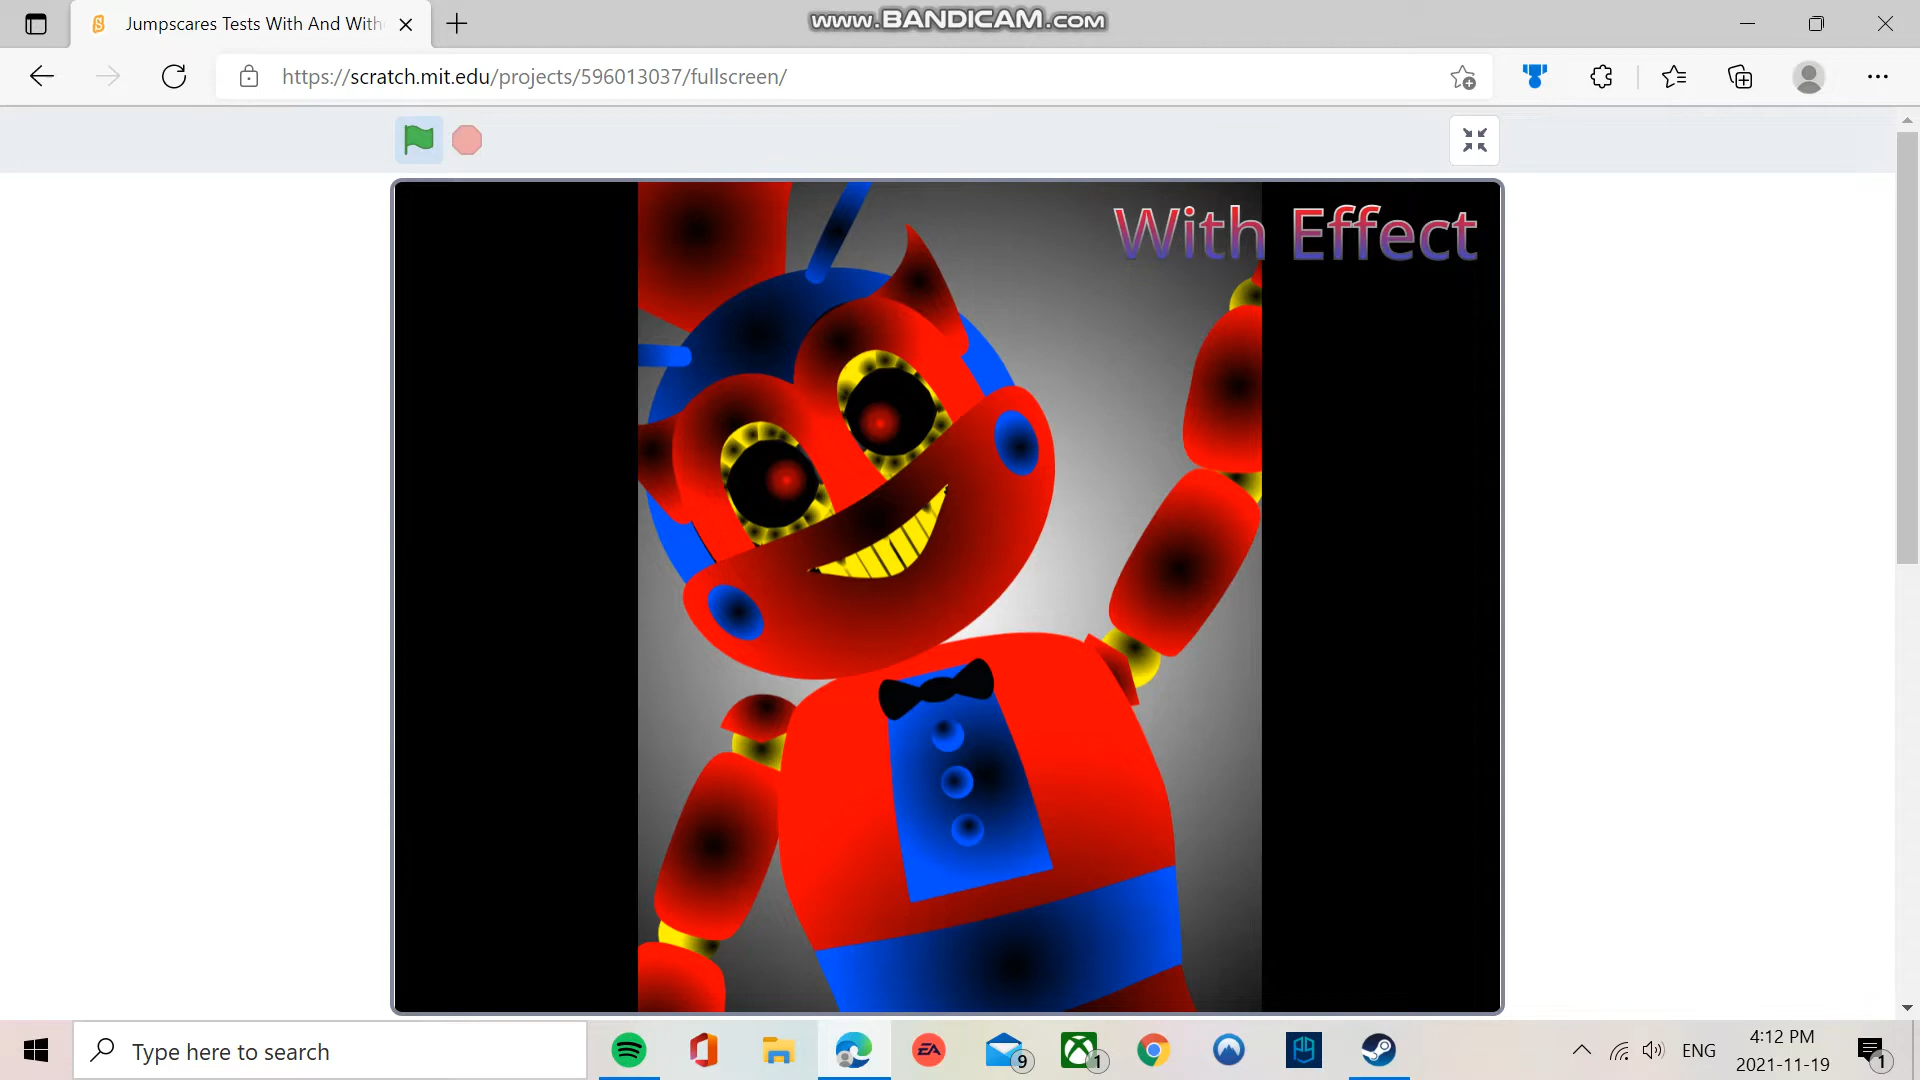 Jumpscares Tests With And With
www.BANDICAM.com
https://scratch.mit.edu/projects/596013037/fullscreen/
With Effect
Type here to search
EA
9
1
ENG
4:12 PM
2021-11-19
1